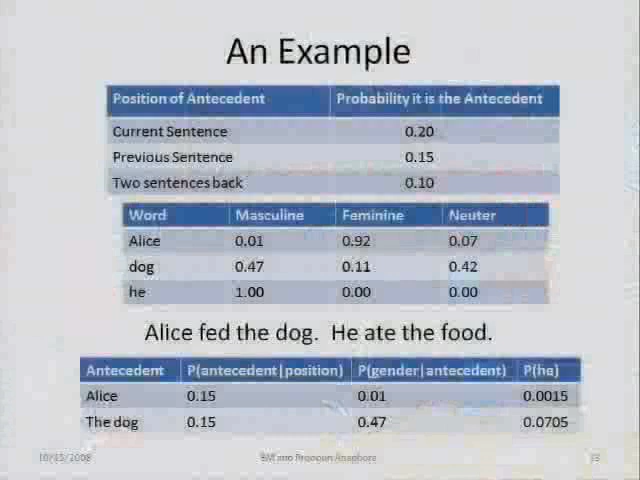 An Example
Position of Antecedent Probability it is the Antecedent
Current Sentence 0.20
Previous Sentence 0.15
Two sentences back 0.10
Word Masculine Feminine Neuter
Alice 0.01 0.92 0.07
dog 0.47 0.11 0.42
he 1.00 0.00 0.00
Alice fed the dog. He ate the food.
Antecedent P(antecedent|position) P(gender|antecedent) P(he)
Alice 0.15 0.01 0.0015
The dog 0.15 0.47 0.0705
10/15/2008 EM and Pronoun Anaphora